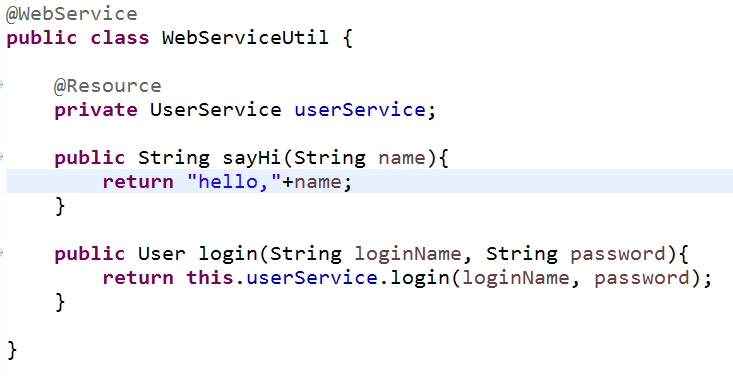 @WebService
public class WebServiceUtil {
@Resource
private UserService userService;
public String sayHi(String name){
return "hello,"+name;
}
public User login(String loginName, String password){
return this.userService.login(loginName, password);
}
}